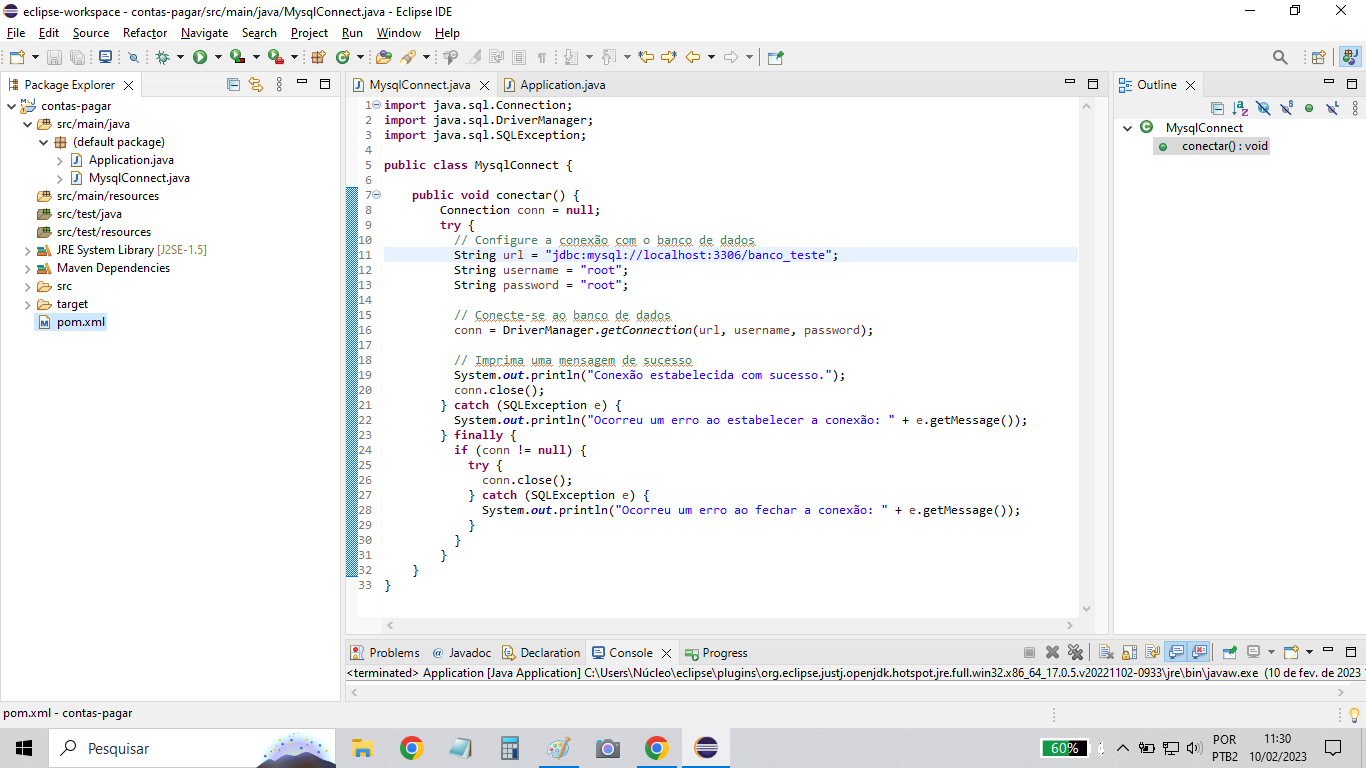 eclipse-workspace - contas-pagar/src/main/java/MysqlConnect.java - Eclipse IDE
File Edit Source Refactor Navigate Search Project Run Window Help
Package Explorer
contas-pagar
src/main/java
(default package)
Application.java
MysqlConnect.java
src/main/resources
src/test/java
src/test/resources
JRE System Library [J2SE-1.5]
Maven Dependencies
src
target
pom.xml
MysqlConnect.java Application.java
1 import java.sql.Connection;
2 import java.sql.DriverManager;
3 import java.sql.SQLException;
4
5 public class MysqlConnect {
6
7 public void conectar() {
8 Connection conn = null;
9 try {
10 // Configure a conexão com o banco de dados
11 String url = "jdbc:mysql://localhost:3306/banco_teste";
12 String username = "root";
13 String password = "root";
14
15 // Conecte-se ao banco de dados
16 conn = DriverManager.getConnection(url, username, password);
17
18 // Imprima uma mensagem de sucesso
19 System.out.println("Conexão estabelecida com sucesso.");
20 conn.close();
21 } catch (SQLException e) {
22 System.out.println("Ocorreu um erro ao estabelecer a conexão: " + e.getMessage());
23 } finally {
24 if (conn != null) {
25 try {
26 conn.close();
27 } catch (SQLException e) {
28 System.out.println("Ocorreu um erro ao fechar a conexão: " + e.getMessage());
29 }
30 }
31 }
32 }
33 }
Outline
MysqlConnect
conectar() : void
Problems @ Javadoc Declaration Console Progress
<terminated> Application [Java Application] C:\Users\Núcleo\eclipse\plugins\org.eclipse.justj.openjdk.hotspot.jre.full.win32.x86_64_17.0.5.v20221102-0933\jre\bin\javaw.exe (10 de fev. de 2023 1
pom.xml - contas-pagar
Pesquisar
60%
POR
PTB2
11:30
10/02/2023